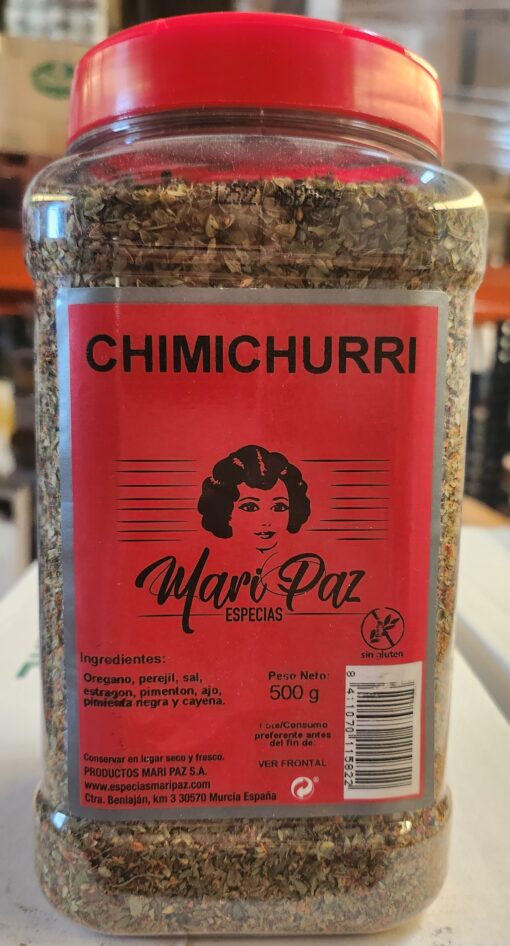 CHIMICHURRI
Mari Paz
ESPECIAS
sin gluten
Ingredientes:
Oregano, perejil, sal,
estragon, pimenton, ajo,
pimienta negra y cayena.
Peso Neto:
500 g
Lote/Consumo
preferente antes
del fin de:
VER FRONTAL
Conservar en lugar seco y fresco.
PRODUCTOS MARI PAZ S.A.
www.especiasmaripaz.com
Ctra. Beniaján, km 3 30570 Murcia España
8 410701 115822